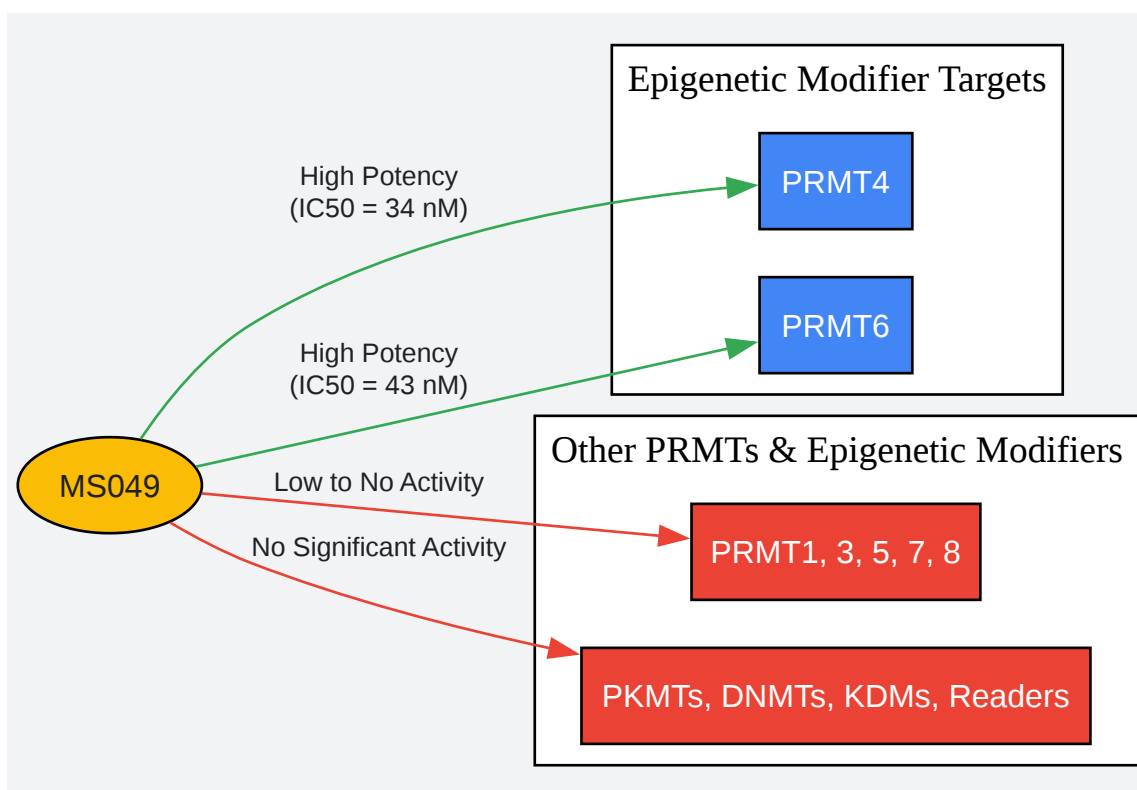 Epigenetic Modifier Targets
High Potency
(IC50 = 34 nM)
PRMT4
PRMT6
High Potency
(IC50 = 43 nM)
Other PRMTs & Epigenetic Modifiers
MS049
Low to No Activity
PRMT1, 3, 5, 7, 8
No Significant Activity
PKMTs, DNMTs, KDMs, Readers